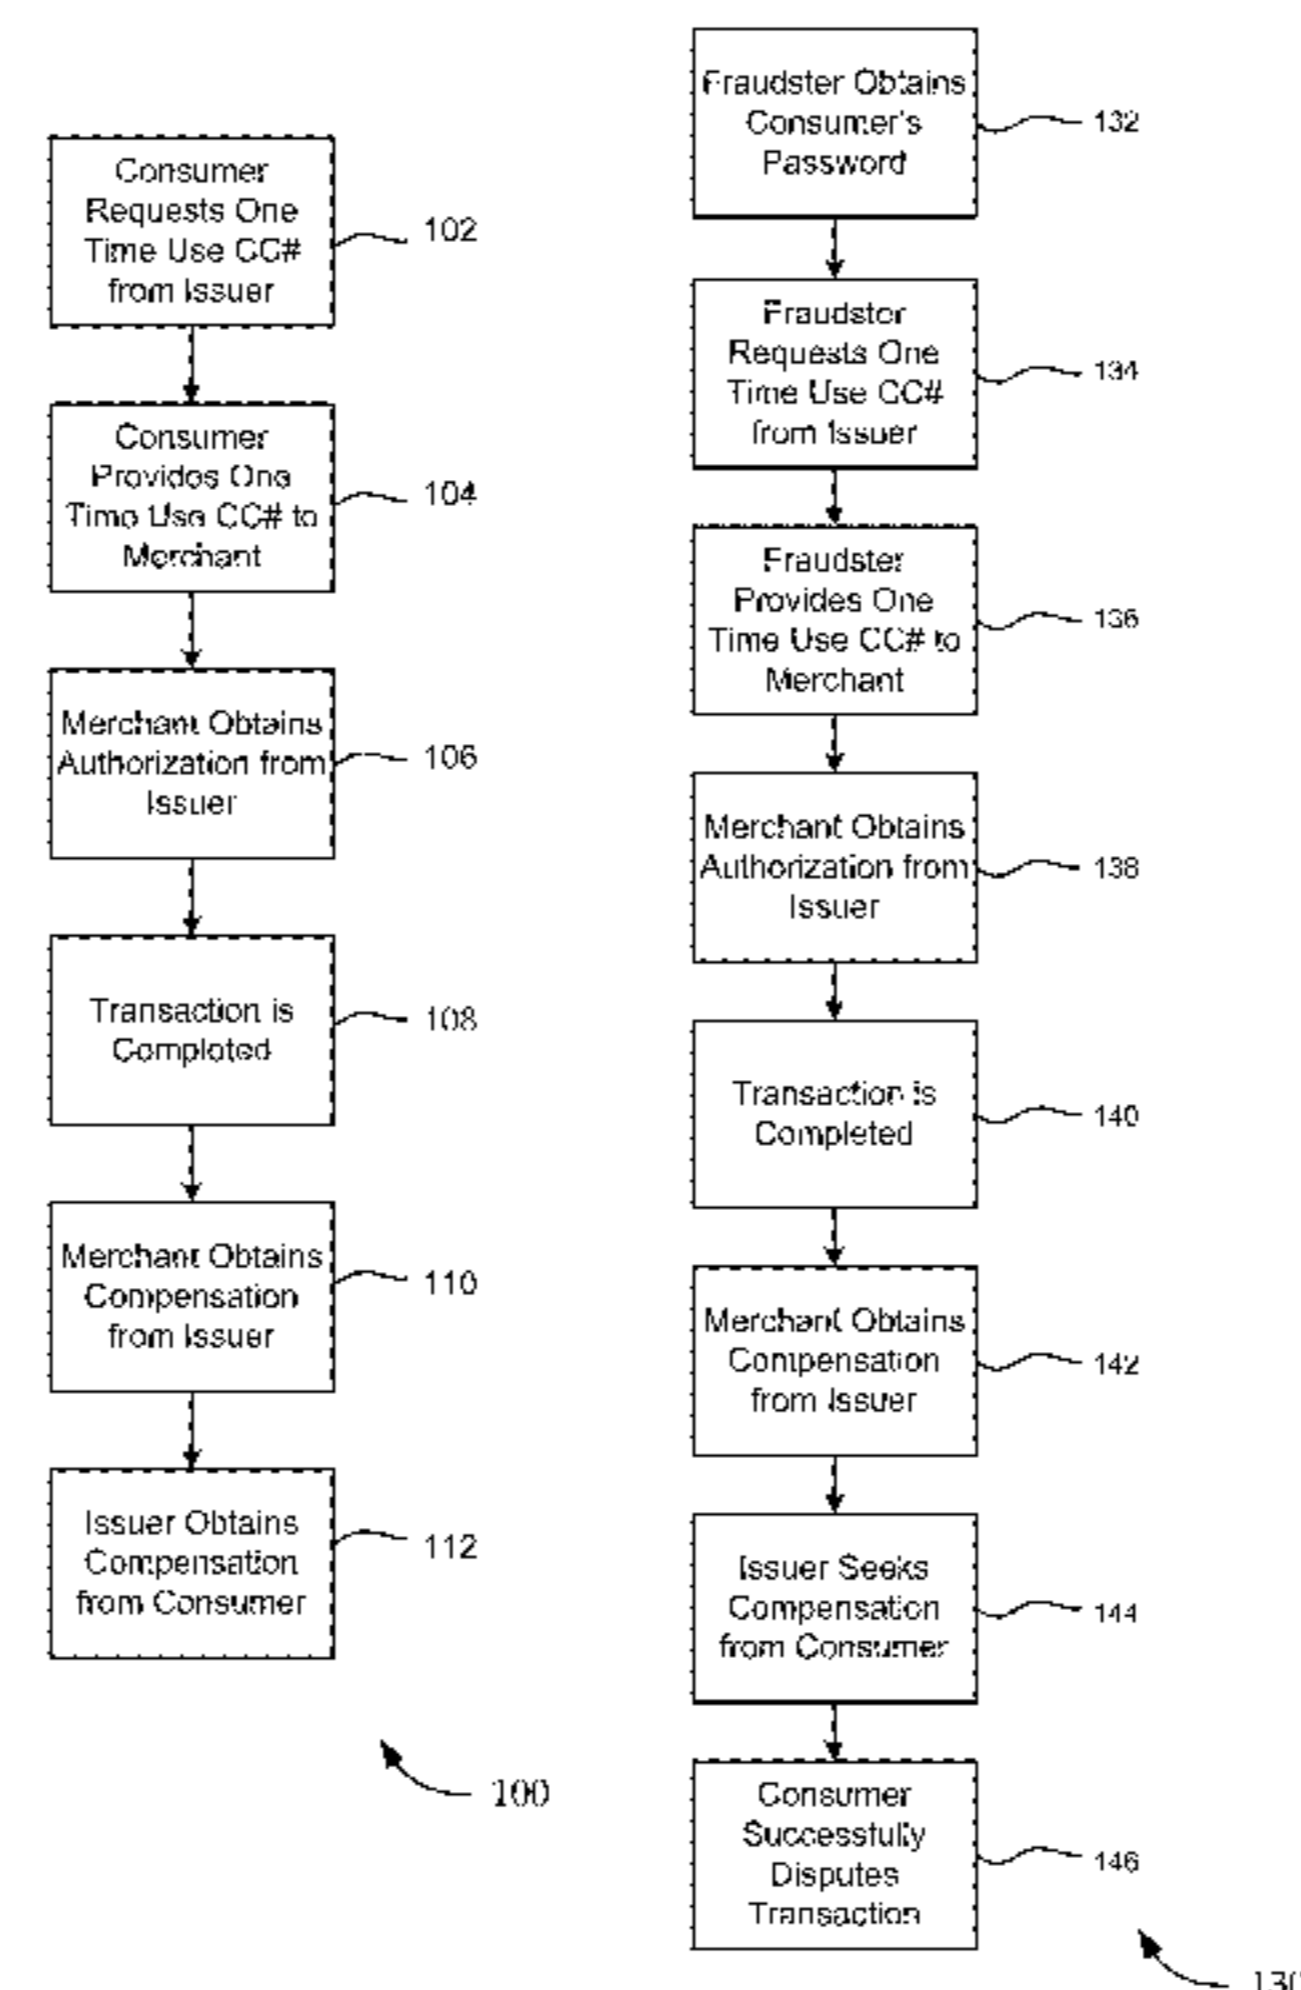 Consumer
Requests One
Time Use CC#
from Issuer
102
Consumer
Provides One
Time Use CC# to
Merchant
104
Merchant Obtains
Authorization from
Issuer
106
Transaction is
Completed
108
Merchant Obtains
Compensation
from Issuer
110
Issuer Obtains
Compensation
from Consumer
112
100
Fraudster Obtains
Consumer's
Password
132
Fraudster
Requests One
Time Use CC#
from Issuer
134
Fraudster
Provides One
Time Use CC# to
Merchant
136
Merchant Obtains
Authorization from
Issuer
138
Transaction is
Completed
140
Merchant Obtains
Compensation
from Issuer
142
Issuer Seeks
Compensation
from Consumer
144
Consumer
Successfully
Disputes
Transaction
146
130